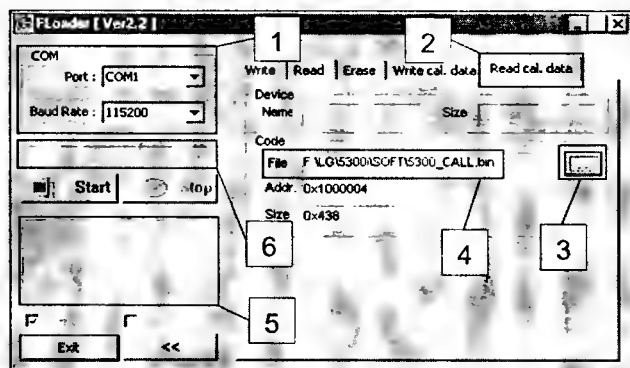 FLoader [ Ver2.2 ]
1
2
COM
Port : COM1
Baud Rate : 115200
Write Read Erase Write cal. data Read cal. data
Device
Name Size
Code
File F:\LG\5300\SOFT\5300_CALL.bin
Addr. 0x1000004
Size 0x438
Start Stop
6
4
3
5
Exit <<